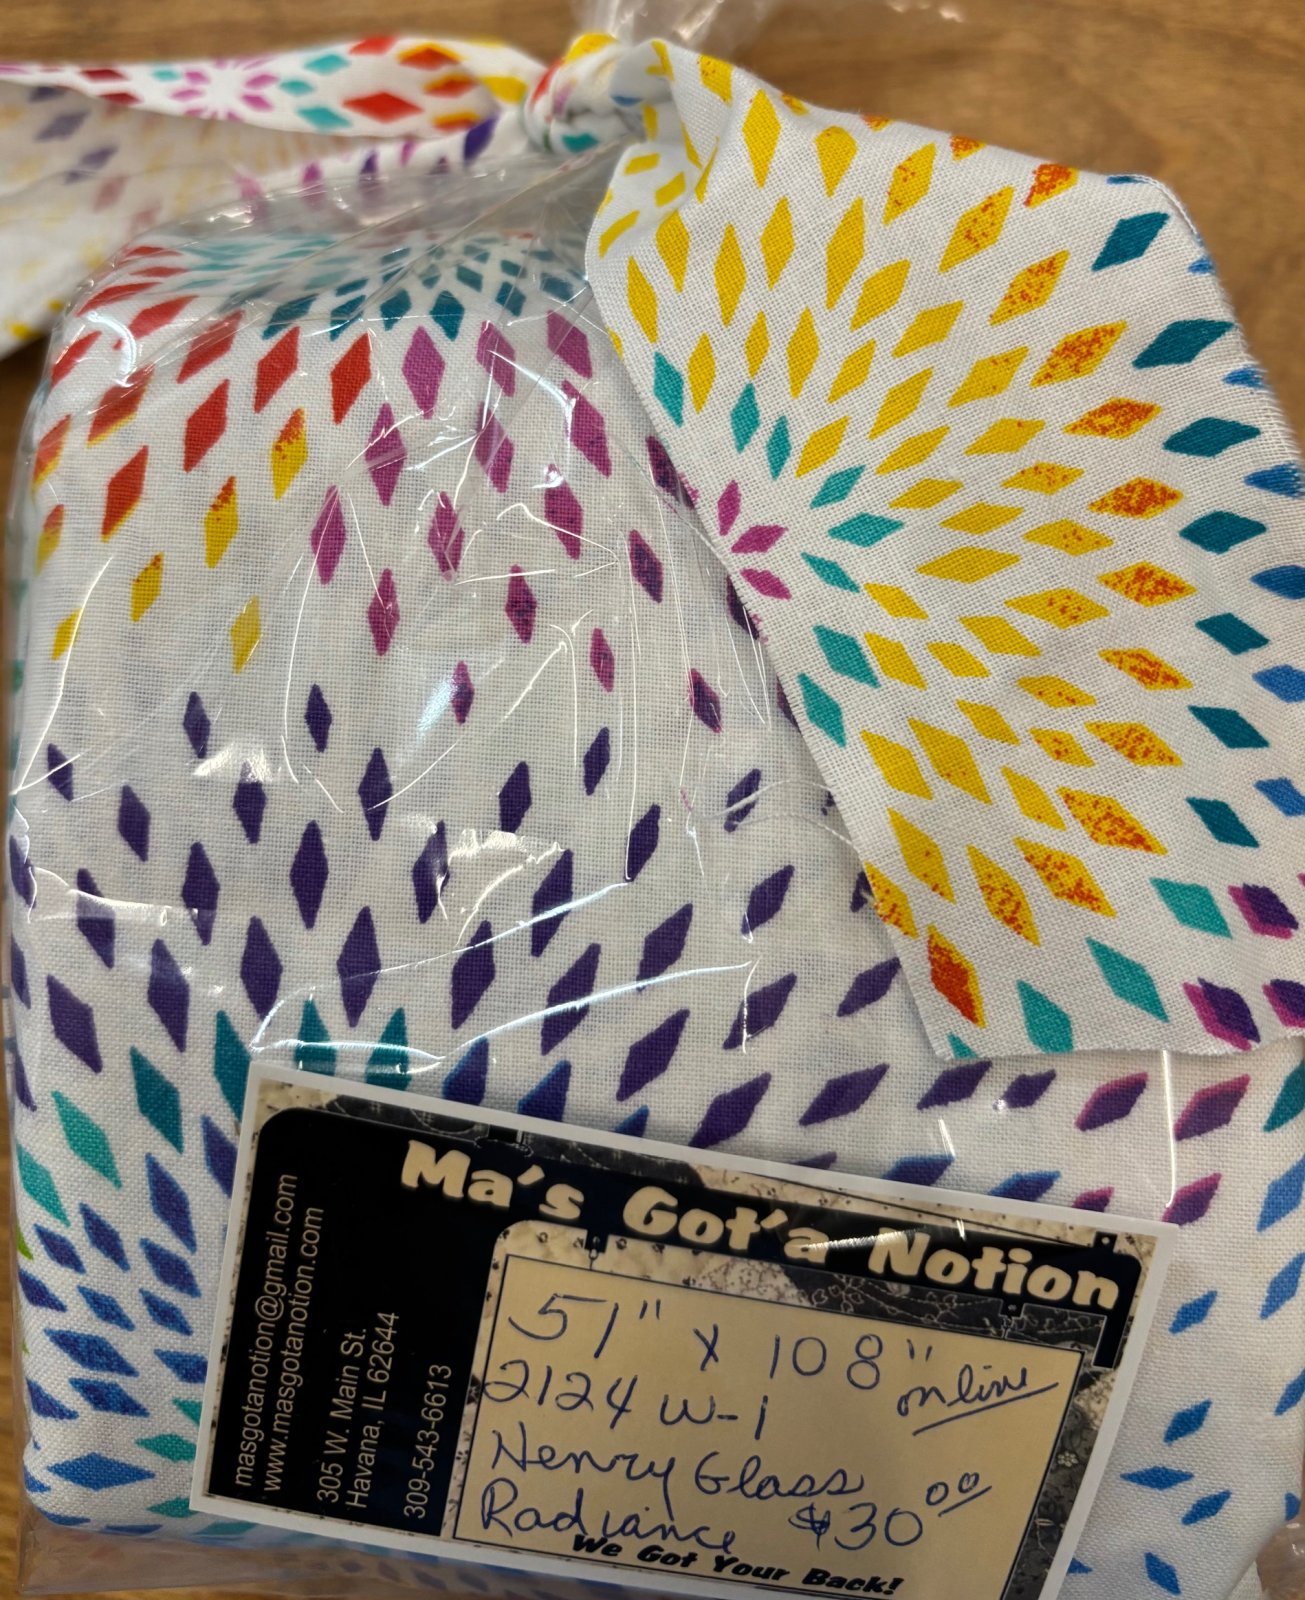 Ma's Got'a Notion
masgotanotion@gmail.com
www.masgotanotion.com
305 W. Main St.
Havana, IL 62644
309-543-6613
51" x 108"
online
2124 W-1
Henry Glass
Radiance $30.00
We Got Your Back!